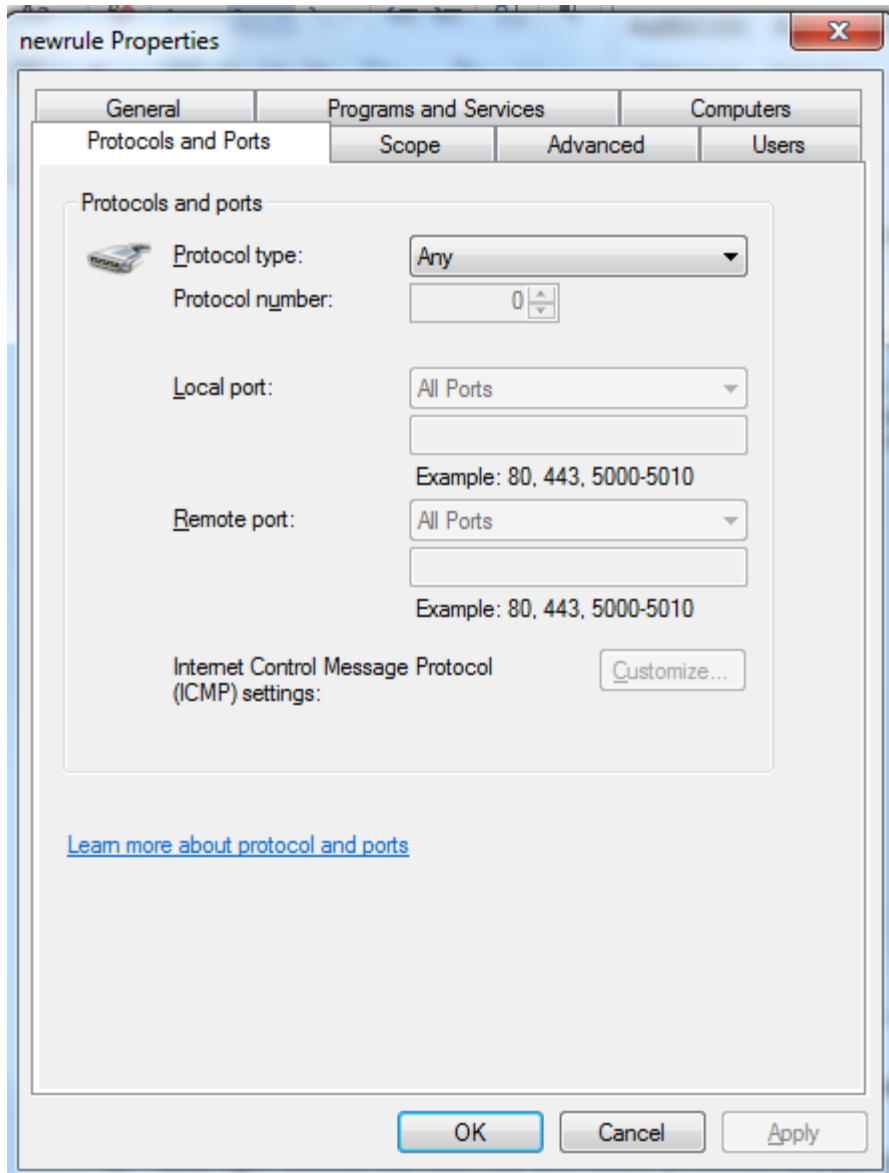 newrule Properties
General Programs and Services Computers
Protocols and Ports Scope Advanced Users
Protocols and ports
Protocol type: Any
Protocol number: 0
Local port: All Ports
Example: 80, 443, 5000-5010
Remote port: All Ports
Example: 80, 443, 5000-5010
Internet Control Message Protocol Customize...
(ICMP) settings:
Learn more about protocol and ports
OK Cancel Apply